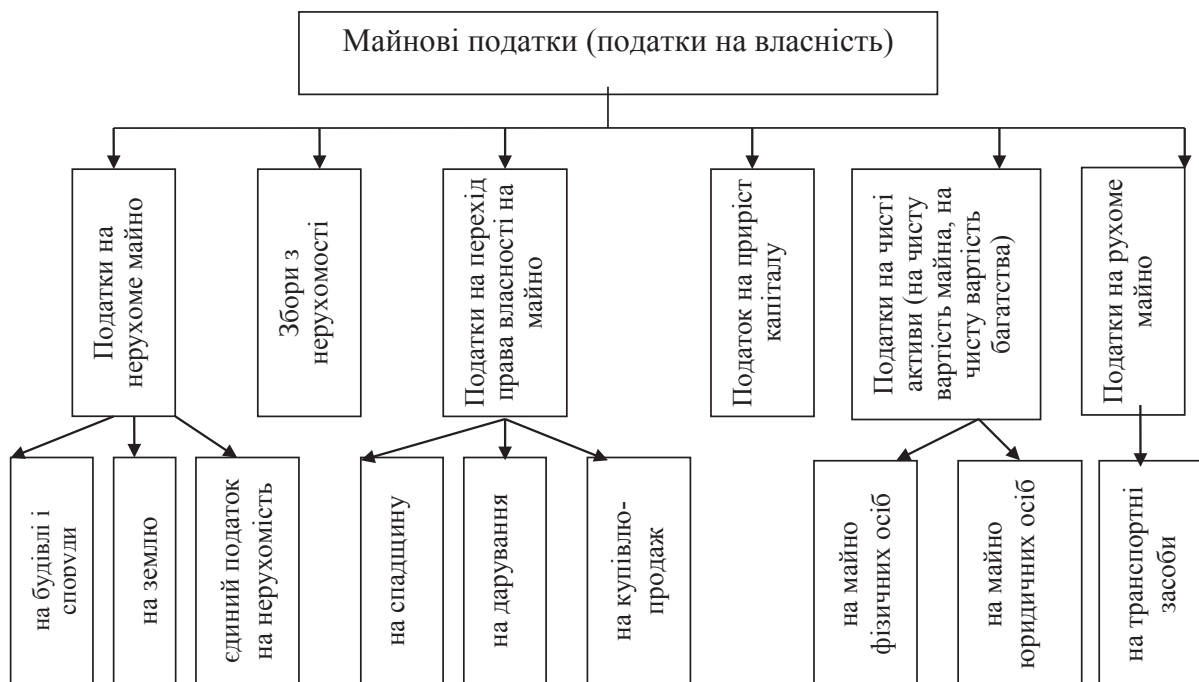 Майнові податки (податки на власність)
Податки на
нерухоме майно
Збори з
нерухомості
Податки на перехід
права власності на
майно
Податок на приріст
капіталу
Податки на чисті
активи (на чисту
вартість майна, на
чисту вартість
багатства)
Податки на рухоме
майно
на будівлі і
споруди
на землю
єдиний податок
на нерухомість
на спадщину
на дарування
на купівлю-
продаж
на майно
фізичних осіб
на майно
юридичних осіб
на транспортні
засоби